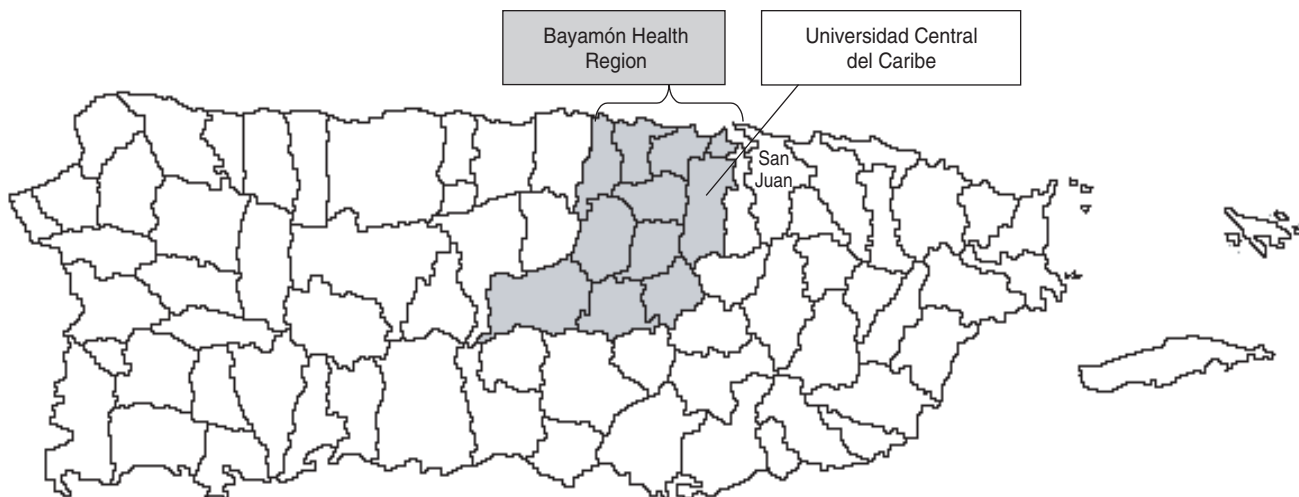 Bayamón Health
Region
Universidad Central
del Caribe
San
Juan